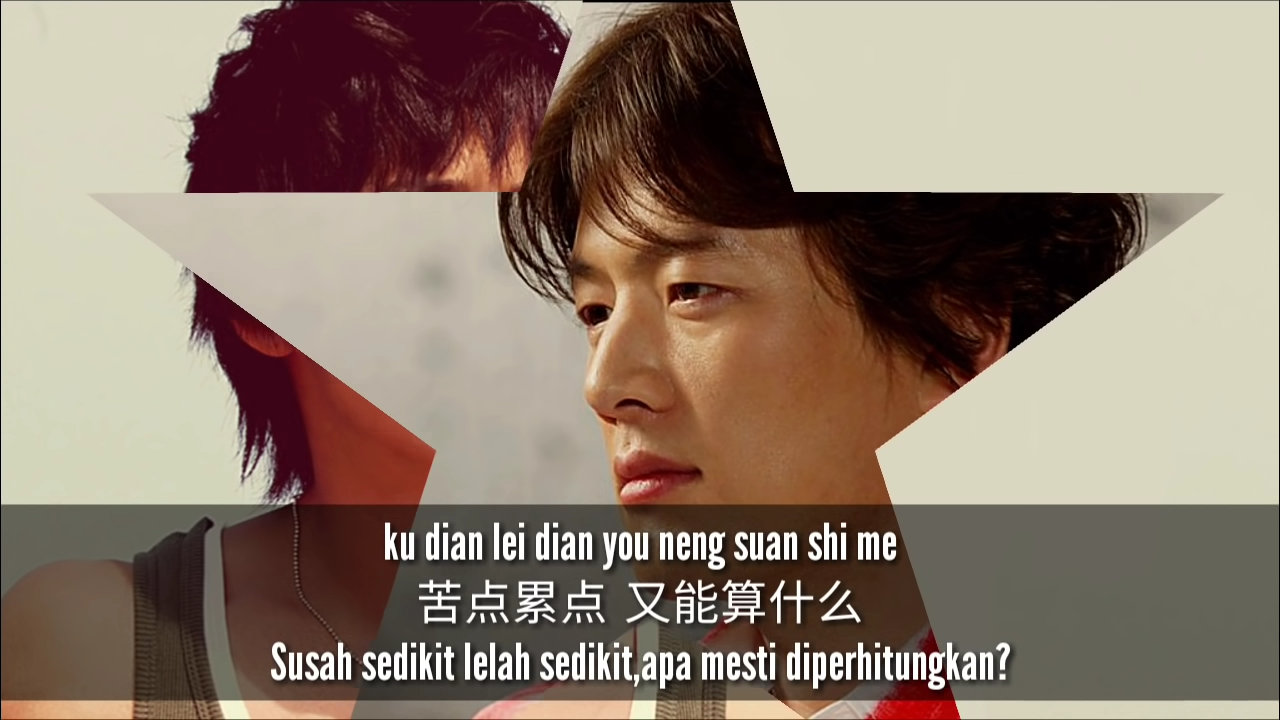 ku dian lei dian you neng suan shi me
苦点累点 又能算什么
Susah sedikit lelah sedikit,apa mesti diperhitungkan?